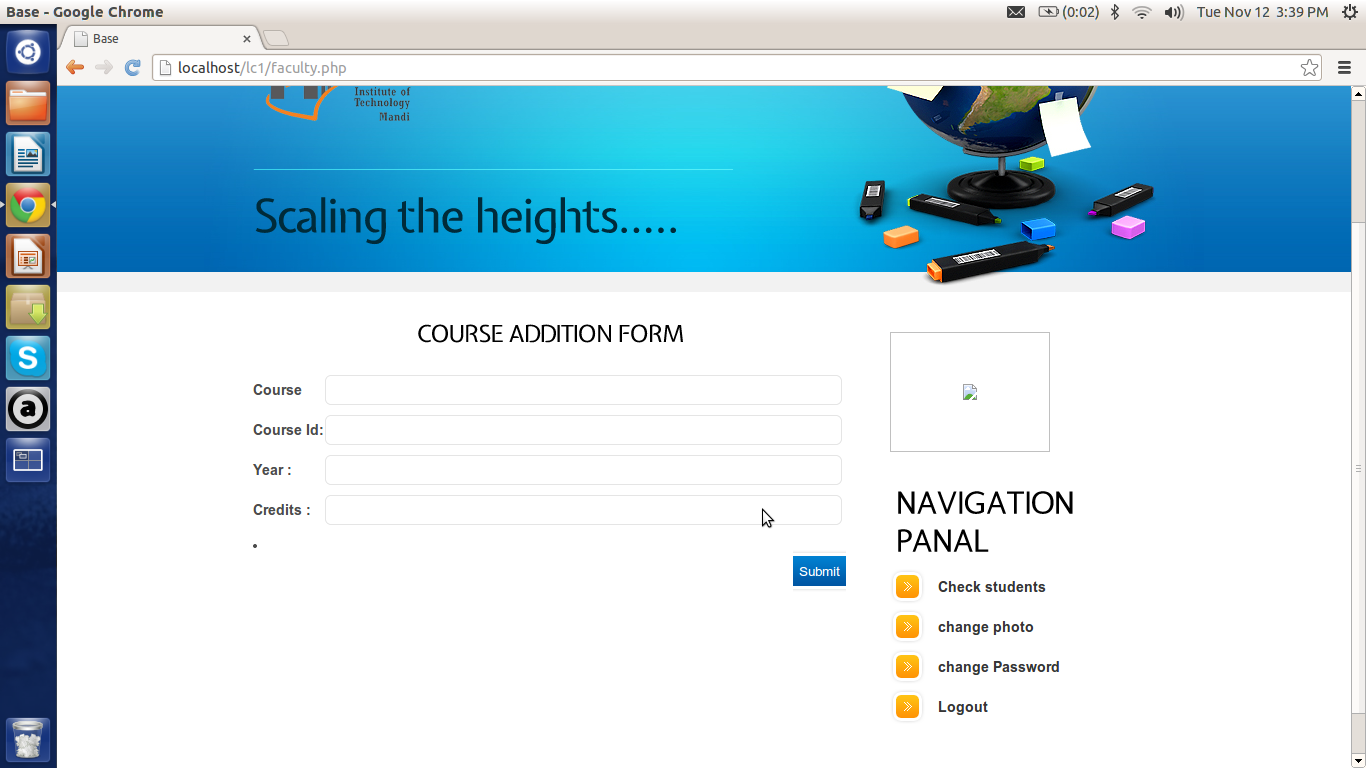 Base - Google Chrome
(0:02)
Tue Nov 12 3:39 PM
Base
localhost/lc1/faculty.php
Institute of
Technology
Mandi
Scaling the heights.....
COURSE ADDITION FORM
Course
Course Id:
Year :
Credits :
Submit
NAVIGATION
PANAL
Check students
change photo
change Password
Logout